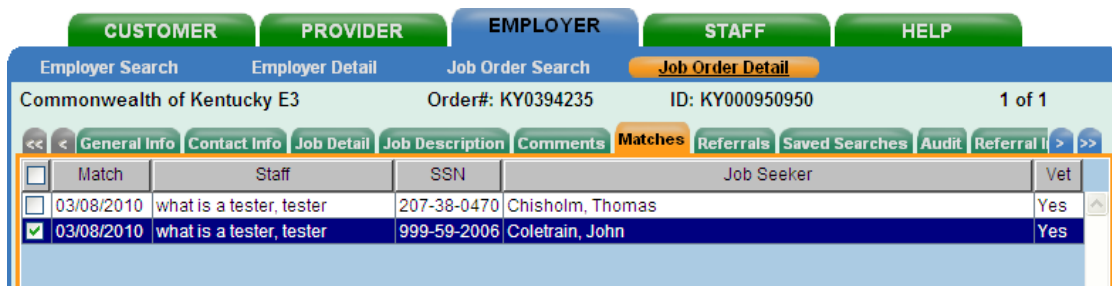 CUSTOMER PROVIDER EMPLOYER STAFF HELP
Employer Search Employer Detail Job Order Search Job Order Detail
Commonwealth of Kentucky E3 Order#: KY0394235 ID: KY000950950 1 of 1
<< < General Info Contact Info Job Detail Job Description Comments Matches Referrals Saved Searches Audit Referral > >>
Match Staff SSN Job Seeker Vet
03/08/2010 what is a tester, tester 207-38-0470 Chisholm, Thomas Yes
03/08/2010 what is a tester, tester 999-59-2006 Coletrain, John Yes